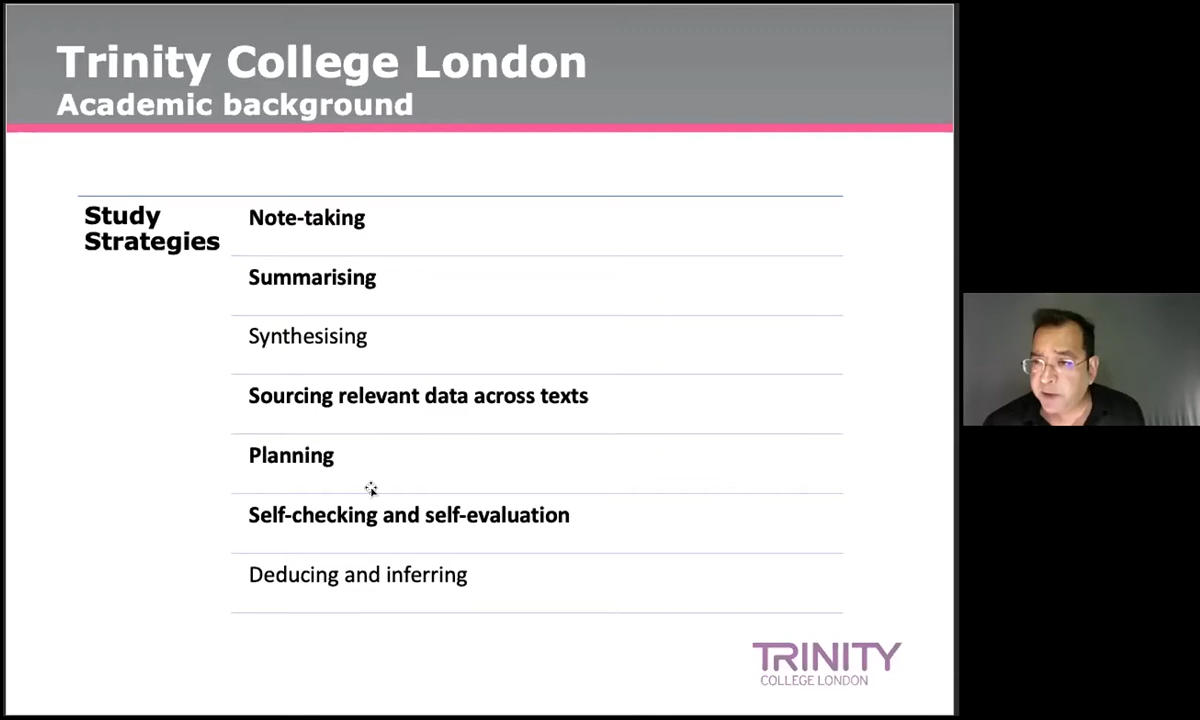 Trinity College London
Academic background
Study
Strategies
Note-taking
Summarising
Synthesising
Sourcing relevant data across texts
Planning
Self-checking and self-evaluation
Deducing and inferring
TRINITY
COLLEGE LONDON